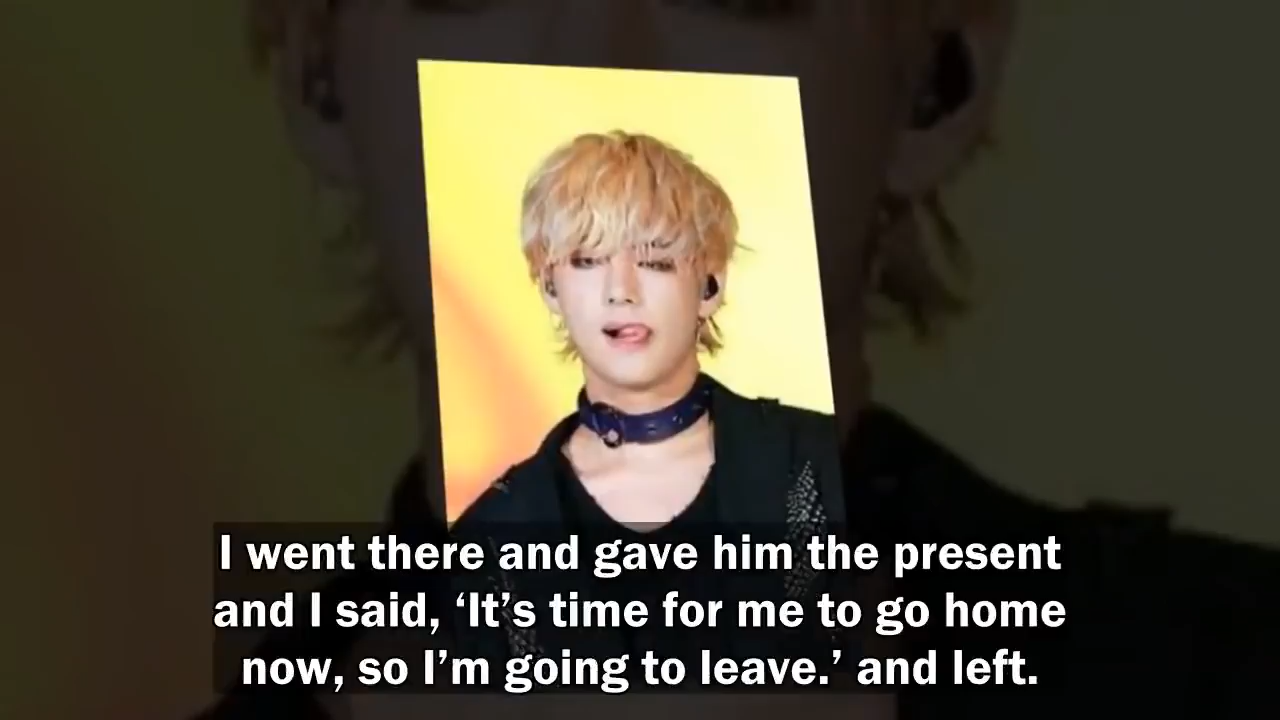 I went there and gave him the present
and I said, ‘It’s time for me to go home
now, so I’m going to leave.’ and left.